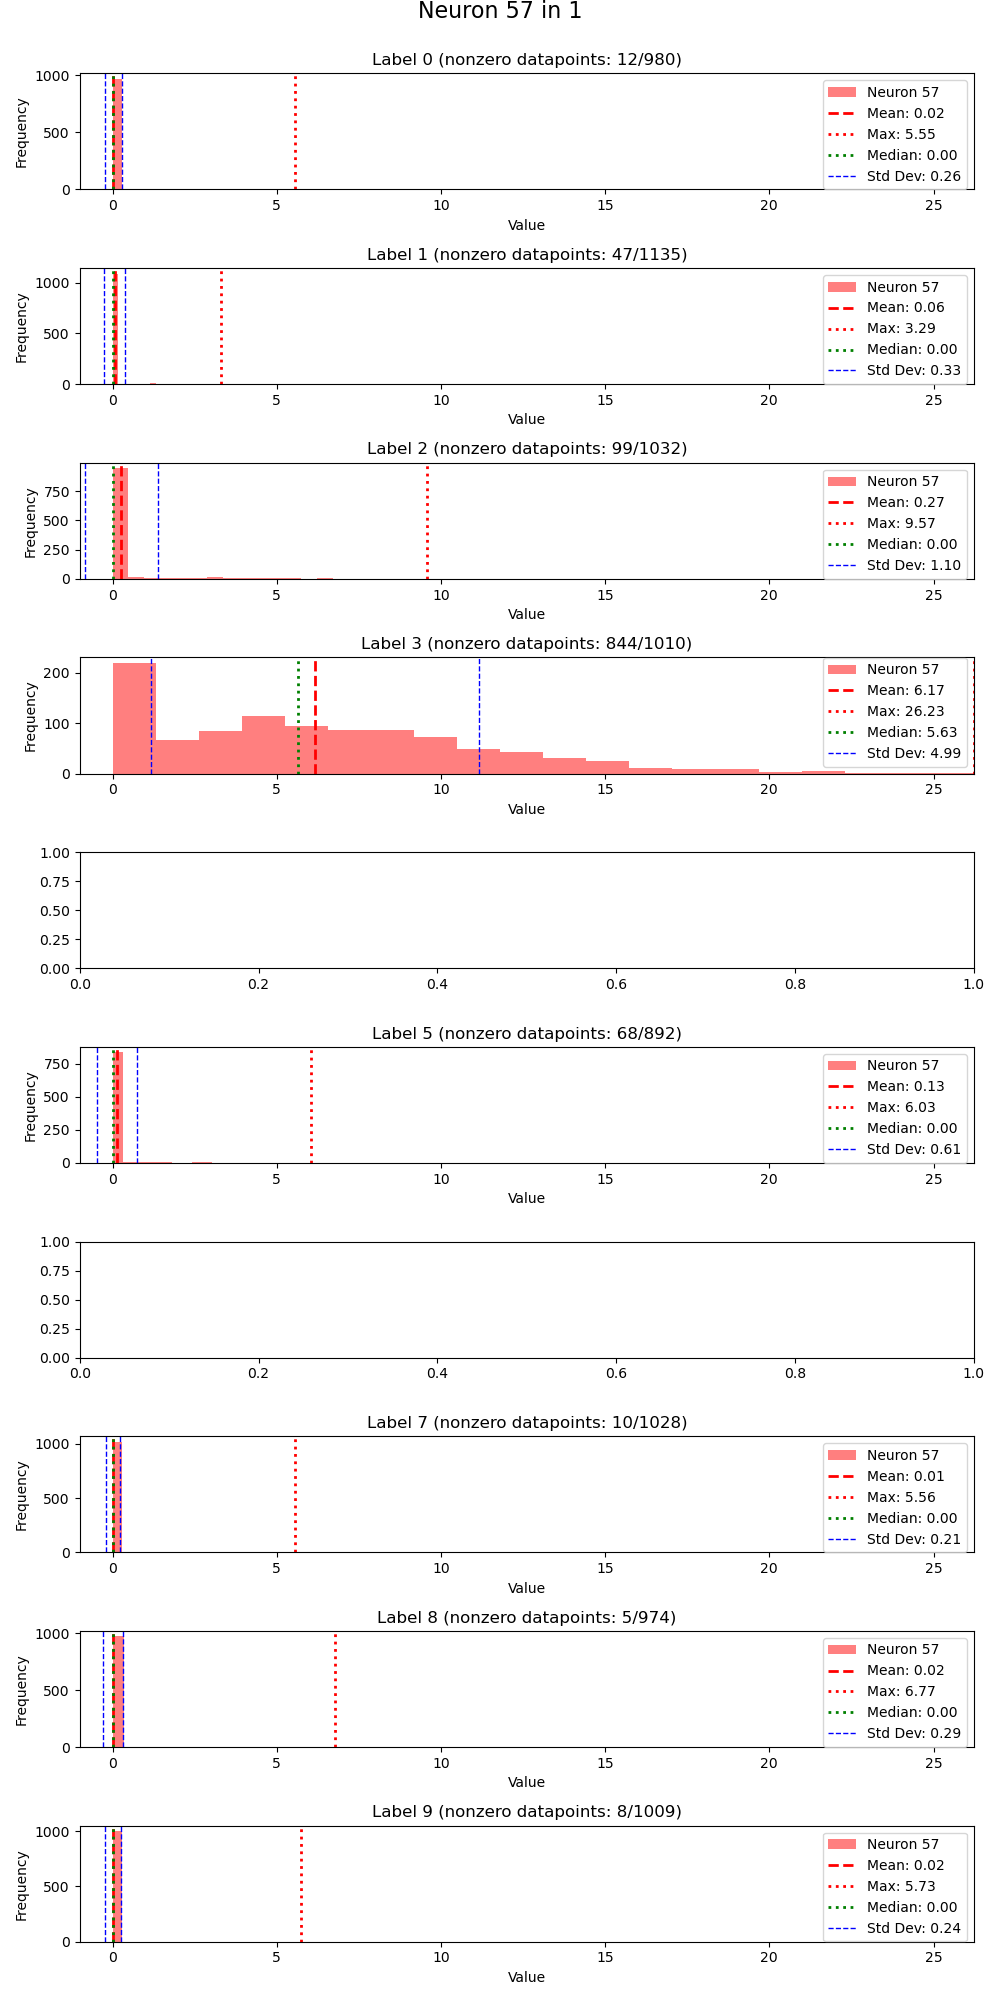 Neuron 57 in 1
Label 0 (nonzero datapoints: 12/980)
Frequency
1000
500
0
Neuron 57
Mean: 0.02
Max: 5.55
Median: 0.00
Std Dev: 0.26
0 5 10 15 20 25
Value
Label 1 (nonzero datapoints: 47/1135)
Frequency
1000
500
0
Neuron 57
Mean: 0.06
Max: 3.29
Median: 0.00
Std Dev: 0.33
0 5 10 15 20 25
Value
Label 2 (nonzero datapoints: 99/1032)
Frequency
750
500
250
0
Neuron 57
Mean: 0.27
Max: 9.57
Median: 0.00
Std Dev: 1.10
0 5 10 15 20 25
Value
Label 3 (nonzero datapoints: 844/1010)
Frequency
200
100
0
Neuron 57
Mean: 6.17
Max: 26.23
Median: 5.63
Std Dev: 4.99
0 5 10 15 20 25
Value
1.00
0.75
0.50
0.25
0.00
0.0 0.2 0.4 0.6 0.8 1.0
Label 5 (nonzero datapoints: 68/892)
Frequency
750
500
250
0
Neuron 57
Mean: 0.13
Max: 6.03
Median: 0.00
Std Dev: 0.61
0 5 10 15 20 25
Value
1.00
0.75
0.50
0.25
0.00
0.0 0.2 0.4 0.6 0.8 1.0
Label 7 (nonzero datapoints: 10/1028)
Frequency
1000
500
0
Neuron 57
Mean: 0.01
Max: 5.56
Median: 0.00
Std Dev: 0.21
0 5 10 15 20 25
Value
Label 8 (nonzero datapoints: 5/974)
Frequency
1000
500
0
Neuron 57
Mean: 0.02
Max: 6.77
Median: 0.00
Std Dev: 0.29
0 5 10 15 20 25
Value
Label 9 (nonzero datapoints: 8/1009)
Frequency
1000
500
0
Neuron 57
Mean: 0.02
Max: 5.73
Median: 0.00
Std Dev: 0.24
0 5 10 15 20 25
Value